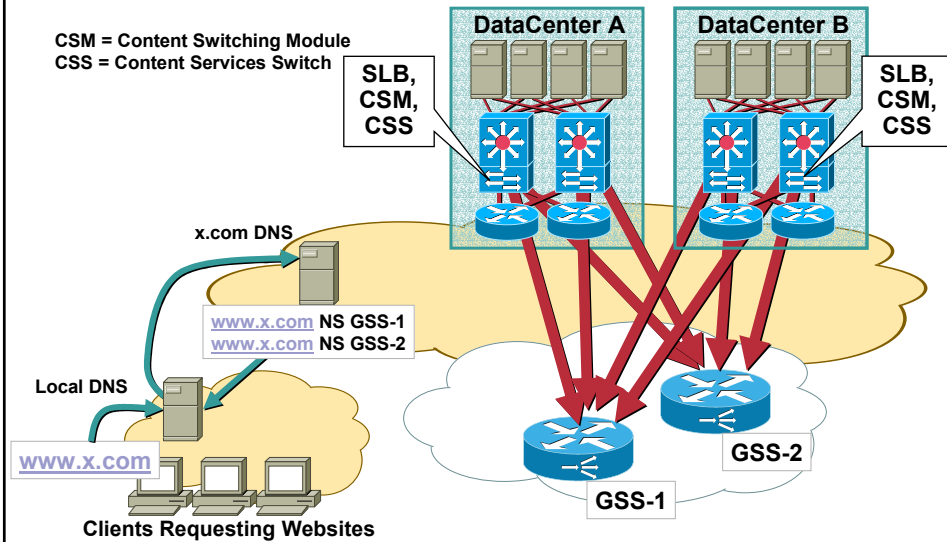 DataCenter A
DataCenter B
CSM = Content Switching Module
CSS = Content Services Switch
SLB,
CSM,
CSS
SLB,
CSM,
CSS
x.com DNS
www.x.com NS GSS-1
www.x.com NS GSS-2
Local DNS
www.x.com
GSS-2
GSS-1
Clients Requesting Websites